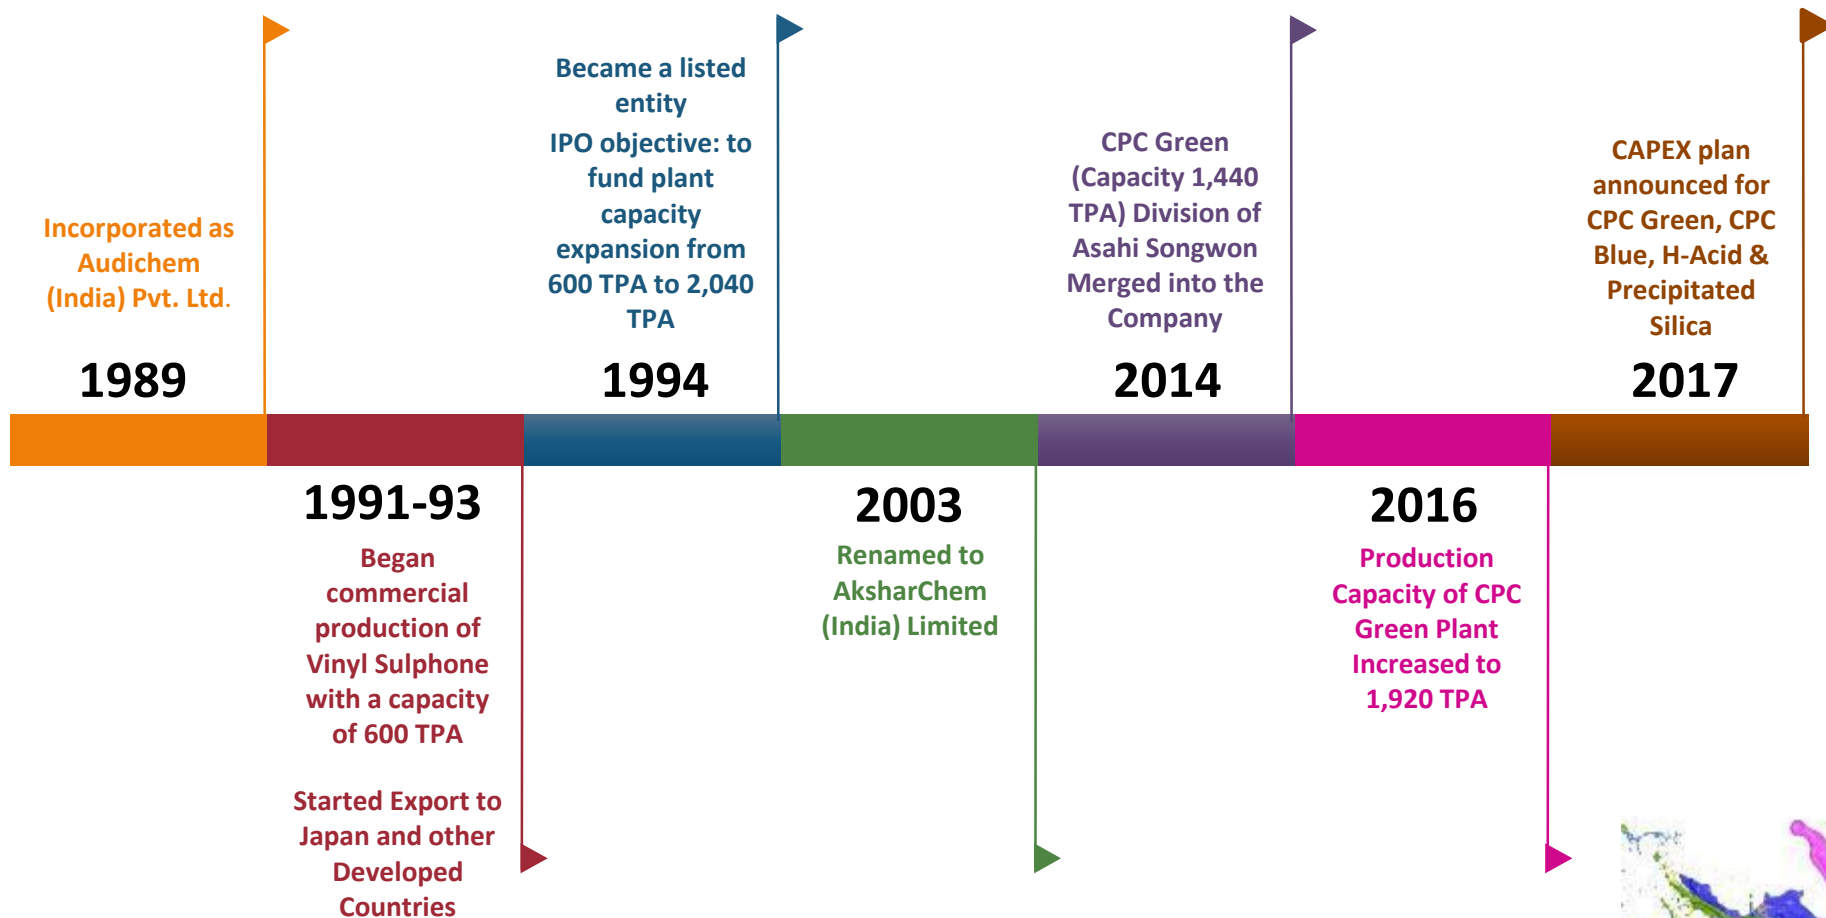 Incorporated as
Audichem
(India) Pvt. Ltd.
1989
1991-93
Began
commercial
production of
Vinyl Sulphone
with a capacity
of 600 TPA
Started Export to
Japan and other
Developed
Countries
Became a listed
entity
IPO objective: to
fund plant
capacity
expansion from
600 TPA to 2,040
TPA
1994
2003
Renamed to
AksharChem
(India) Limited
CPC Green
(Capacity 1,440
TPA) Division of
Asahi Songwon
Merged into the
Company
2014
2016
Production
Capacity of CPC
Green Plant
Increased to
1,920 TPA
CAPEX plan
announced for
CPC Green, CPC
Blue, H-Acid &
Precipitated
Silica
2017